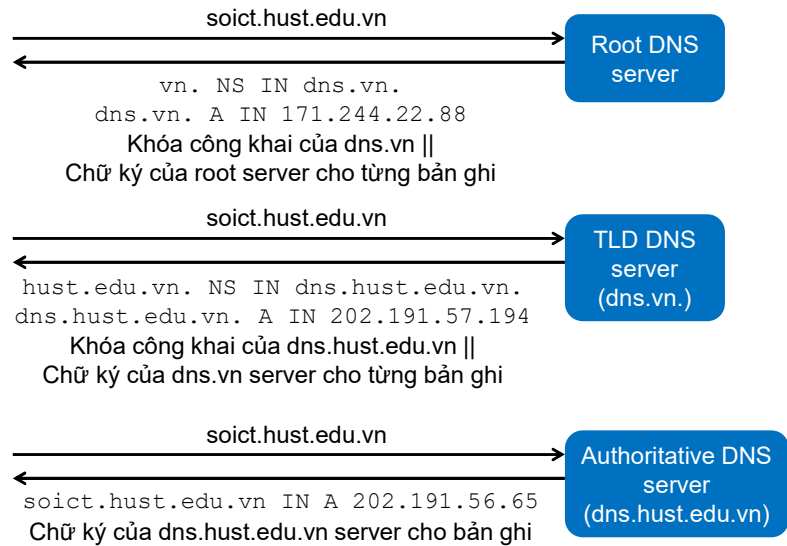 soict.hust.edu.vn
Root DNS
server
vn. NS IN dns.vn.
dns.vn. A IN 171.244.22.88
Khóa công khai của dns.vn ||
Chữ ký của root server cho từng bản ghi
soict.hust.edu.vn
TLD DNS
server
(dns.vn.)
hust.edu.vn. NS IN dns.hust.edu.vn.
dns.hust.edu.vn. A IN 202.191.57.194
Khóa công khai của dns.hust.edu.vn ||
Chữ ký của dns.vn server cho từng bản ghi
soict.hust.edu.vn
Authoritative DNS
server
(dns.hust.edu.vn)
soict.hust.edu.vn IN A 202.191.56.65
Chữ ký của dns.hust.edu.vn server cho bản ghi